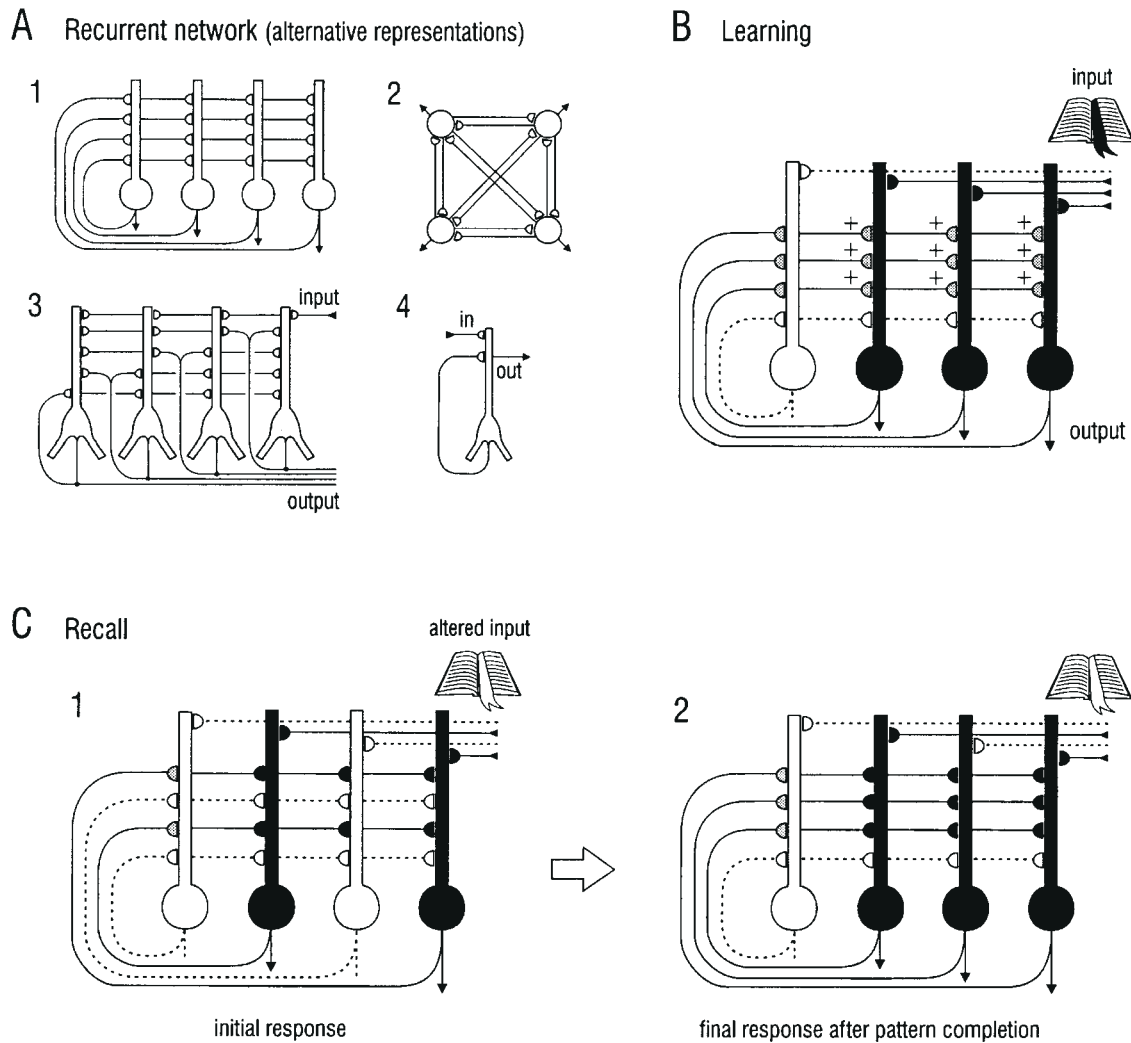 A Recurrent network (alternative representations)
1
2
3
input
output
4
in
out
B Learning
input
+ + +
+ + +
+ + +
output
C Recall
1
altered input
initial response
2
final response after pattern completion